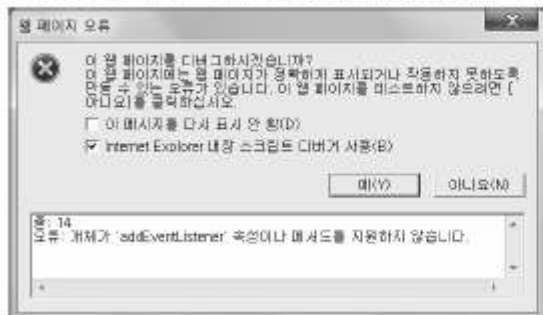 웹 페이지 오류
이 웹 페이지를 디버그하시겠습니까?
이 웹 페이지에는 웹 페이지가 정확하게 표시되거나 작동하지 못하도록
만들 수 있는 오류가 있습니다. 이 웹 페이지를 테스트하지 않으려면 [
아니요]를 클릭하십시오.
이 메시지를 다시 표시 안 함(D)
Internet Explorer 내장 스크립트 디버거 사용(B)
예(Y)
아니요(N)
줄: 14
오류: 개체가 'addEventListener' 속성이나 메서드를 지원하지 않습니다.